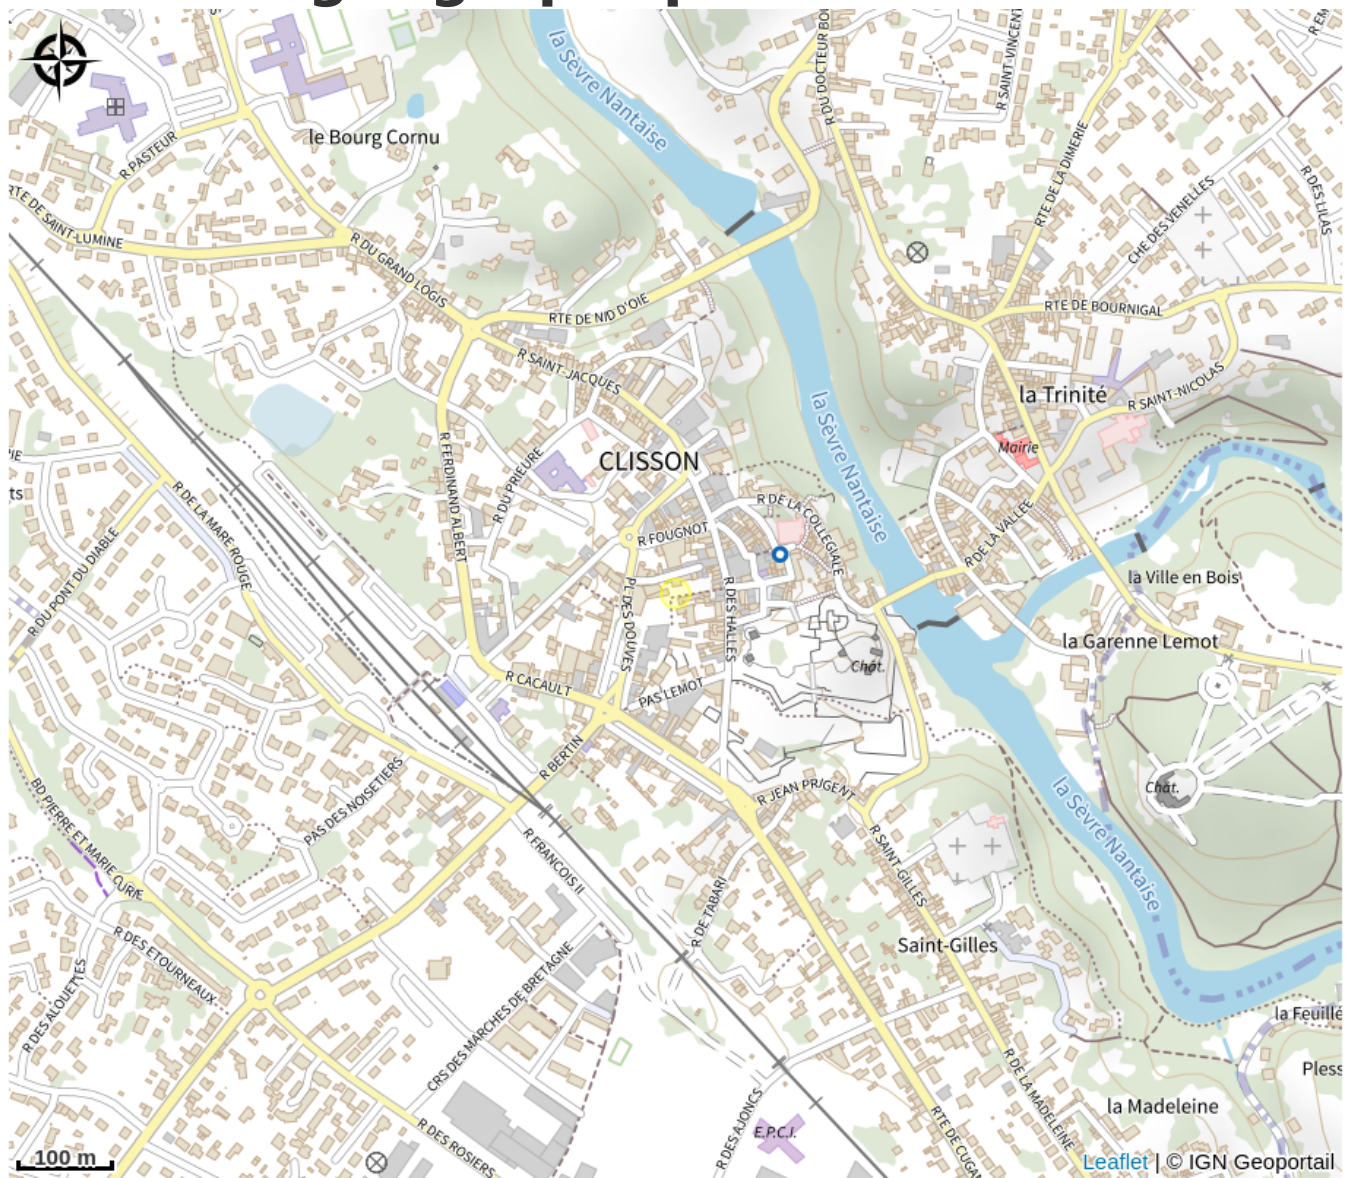 la Sèvre Nantaise
R DU DOCTEUR BOU
R SAINT-VINCENT
R EM
le Bourg Cornu
R PASTEUR
RTE DE LA DIMERIE
R DES LILAS
CHE DES VENELLES
RTE DE SAINT-LUMINE
R DU GRAND LOGIS
RTE DE NID D'OIE
RTE DE BOURNIGAL
R SAINT-JACQUES
la Trinité
R SAINT-NICOLAS
la Sèvre Nantaise
R FERDINAND ALBERT
CLISSON
Mairie
PIE
ts
R DU PRIEURE
R DE LA MARE ROUGE
R DE LA COLLEGIALE
R FOUGNOT
R DE LA VALLEE
R DU PONT DU DIABLE
PL DES DOUVES
R DES HALLES
la Ville en Bois
la Garenne Lemot
Chât.
R CACAULT
PAS LEMOT
R BERTIN
R JEAN PRIGENT
Chât.
la Sèvre Nantaise
BD PIERRE ET MARIE CURIE
PAS DES NOISETIERS
R FRANCOIS II
R SAINT-GILLES
R DE TABARI
Saint-Gilles
R DES ETOURNEAUX
R DES ALOUETTES
CRS DES MARCHES DE BRETAGNE
la Feuillé
Pless
R DE LA MADELEINE
la Madeleine
R DES AJONCS
E.P.C.I.
RTE DE CUGAN
R DES ROSIERS
100 m
Leaflet | © IGN Geoportail